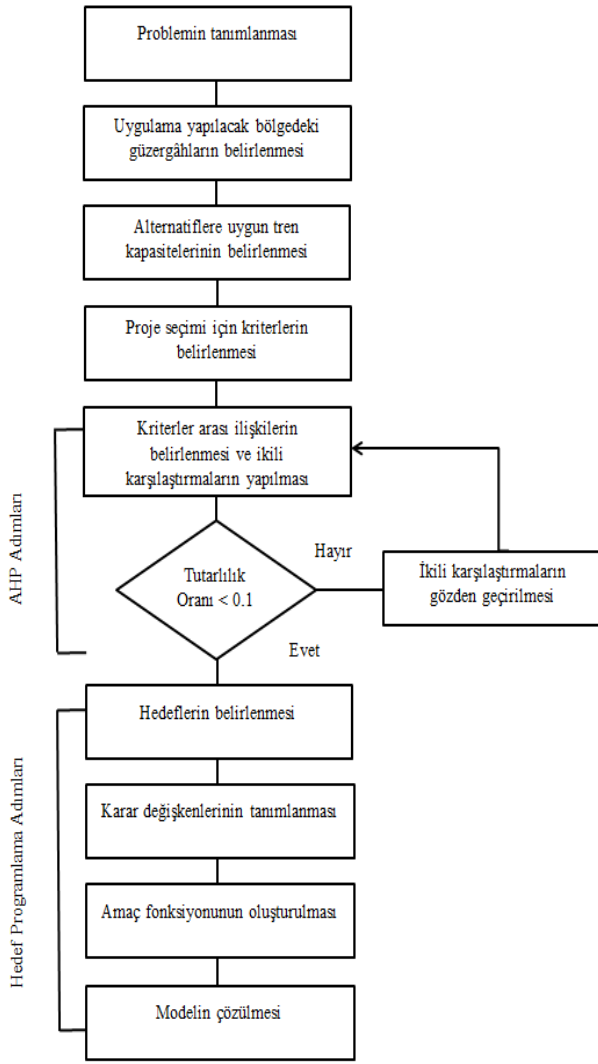 Problemin tanımlanması
Uygulama yapılacak bölgedeki
güzergâhların belirlenmesi
Alternatiflere uygun tren
kapasitelerinin belirlenmesi
Proje seçimi için kriterlerin
belirlenmesi
AHP Adımları
Kriterler arası ilişkilerin
belirlenmesi ve ikili
karşılaştırmaların yapılması
Tutarlılık
Oranı < 0.1
Hayır
İkili karşılaştırmaların
gözden geçirilmesi
Evet
Hedef Programlama Adımları
Hedeflerin belirlenmesi
Karar değişkenlerinin tanımlanması
Amaç fonksiyonunun oluşturulması
Modelin çözülmesi